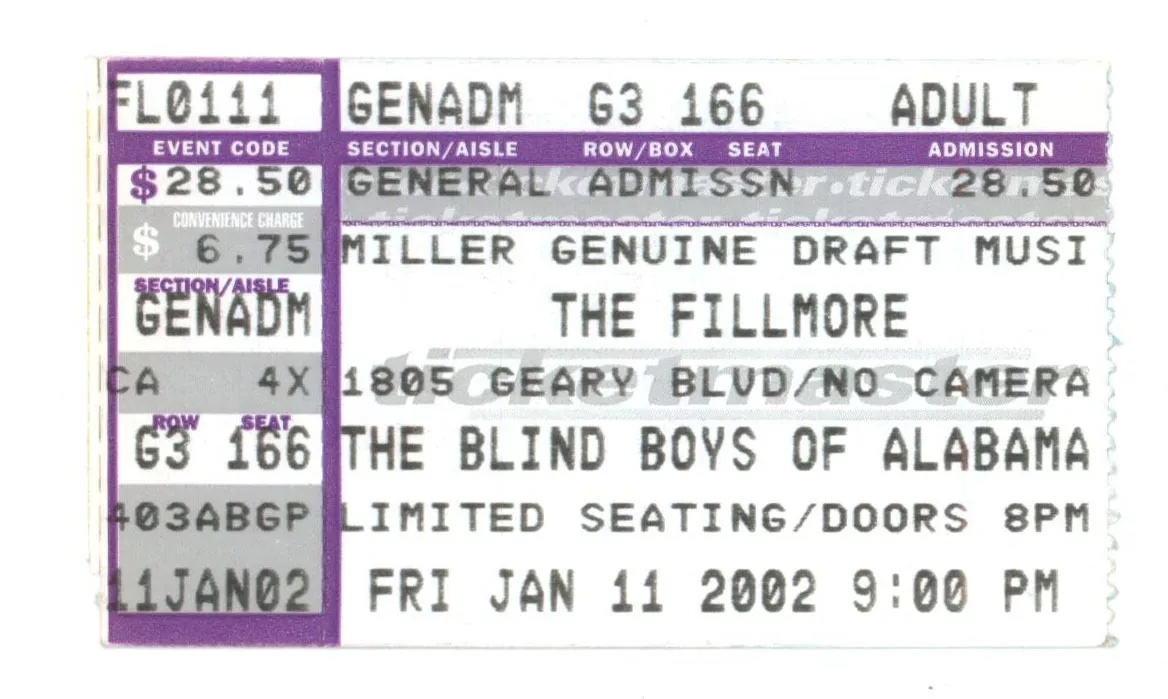 FL0111 GENADM G3 166 ADULT
EVENT CODE SECTION/AISLE ROW/BOX SEAT ADMISSION
$28.50 GENERAL ADMISSN 28.50
CONVENIENCE CHARGE
$ 6.75 MILLER GENUINE DRAFT MUSI
SECTION/AISLE
GENADM THE FILLMORE
ticketmaster
CA 4X 1805 GEARY BLVD/NO CAMERA
ROW SEAT
G3 166 THE BLIND BOYS OF ALABAMA
403ABGP LIMITED SEATING/DOORS 8PM
11JAN02 FRI JAN 11 2002 9:00 PM